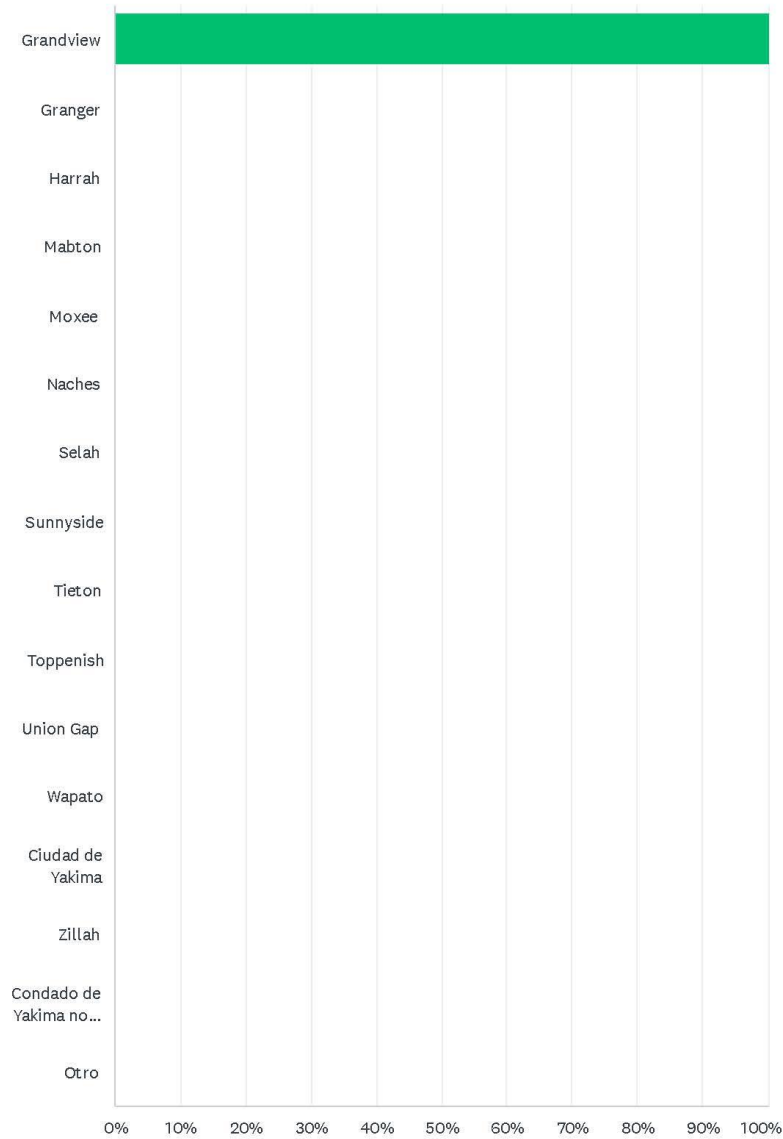 Grandview
Granger
Harrah
Mabton
Moxee
Naches
Selah
Sunnyside
Tieton
Toppenish
Union Gap
Wapato
Ciudad de
Yakima
Zillah
Condado de
Yakima no...
Otro
0% 10% 20% 30% 40% 50% 60% 70% 80% 90% 100%